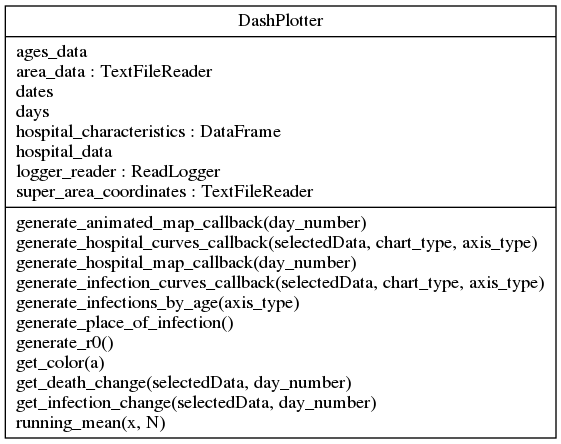 DashPlotter
ages_data
area_data : TextFileReader
dates
days
hospital_characteristics : DataFrame
hospital_data
logger_reader : ReadLogger
super_area_coordinates : TextFileReader
generate_animated_map_callback(day_number)
generate_hospital_curves_callback(selectedData, chart_type, axis_type)
generate_hospital_map_callback(day_number)
generate_infection_curves_callback(selectedData, chart_type, axis_type)
generate_infections_by_age(axis_type)
generate_place_of_infection()
generate_r0()
get_color(a)
get_death_change(selectedData, day_number)
get_infection_change(selectedData, day_number)
running_mean(x, N)